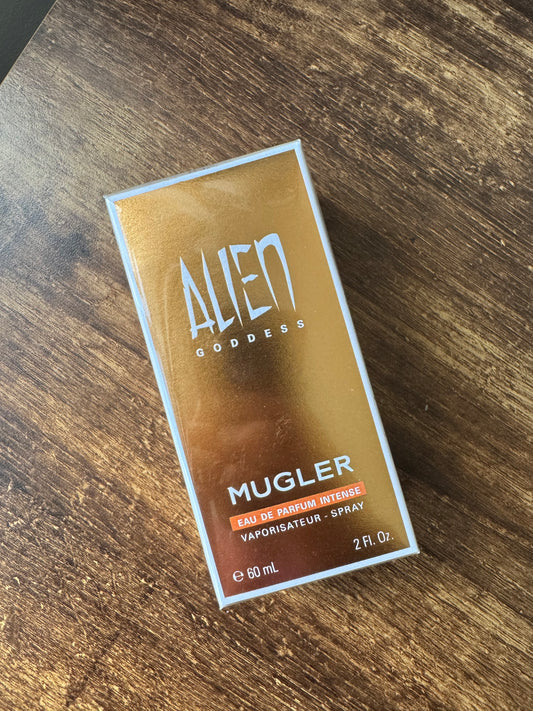 ALIEN
GODDESS
MUGLER
EAU DE PARFUM INTENSE
VAPORISATEUR - SPRAY
℮ 60 mL 2 Fl. Oz.